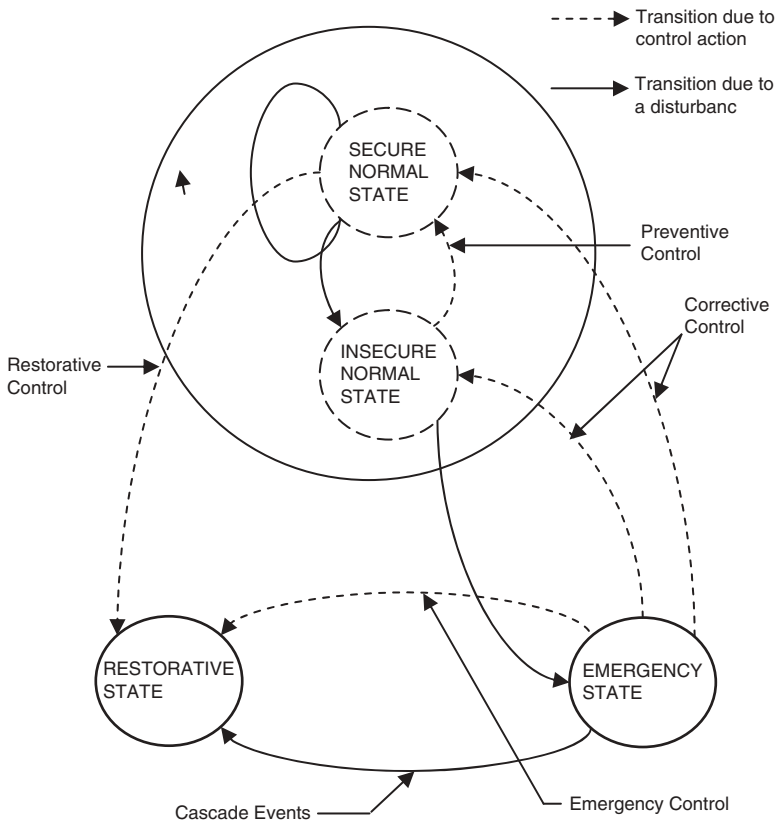 Transition due to
control action
Transition due to
a disturbanc
SECURE
NORMAL
STATE
Preventive
Control
Corrective
Control
INSECURE
NORMAL
STATE
Restorative
Control
RESTORATIVE
STATE
EMERGENCY
STATE
Cascade Events
Emergency Control